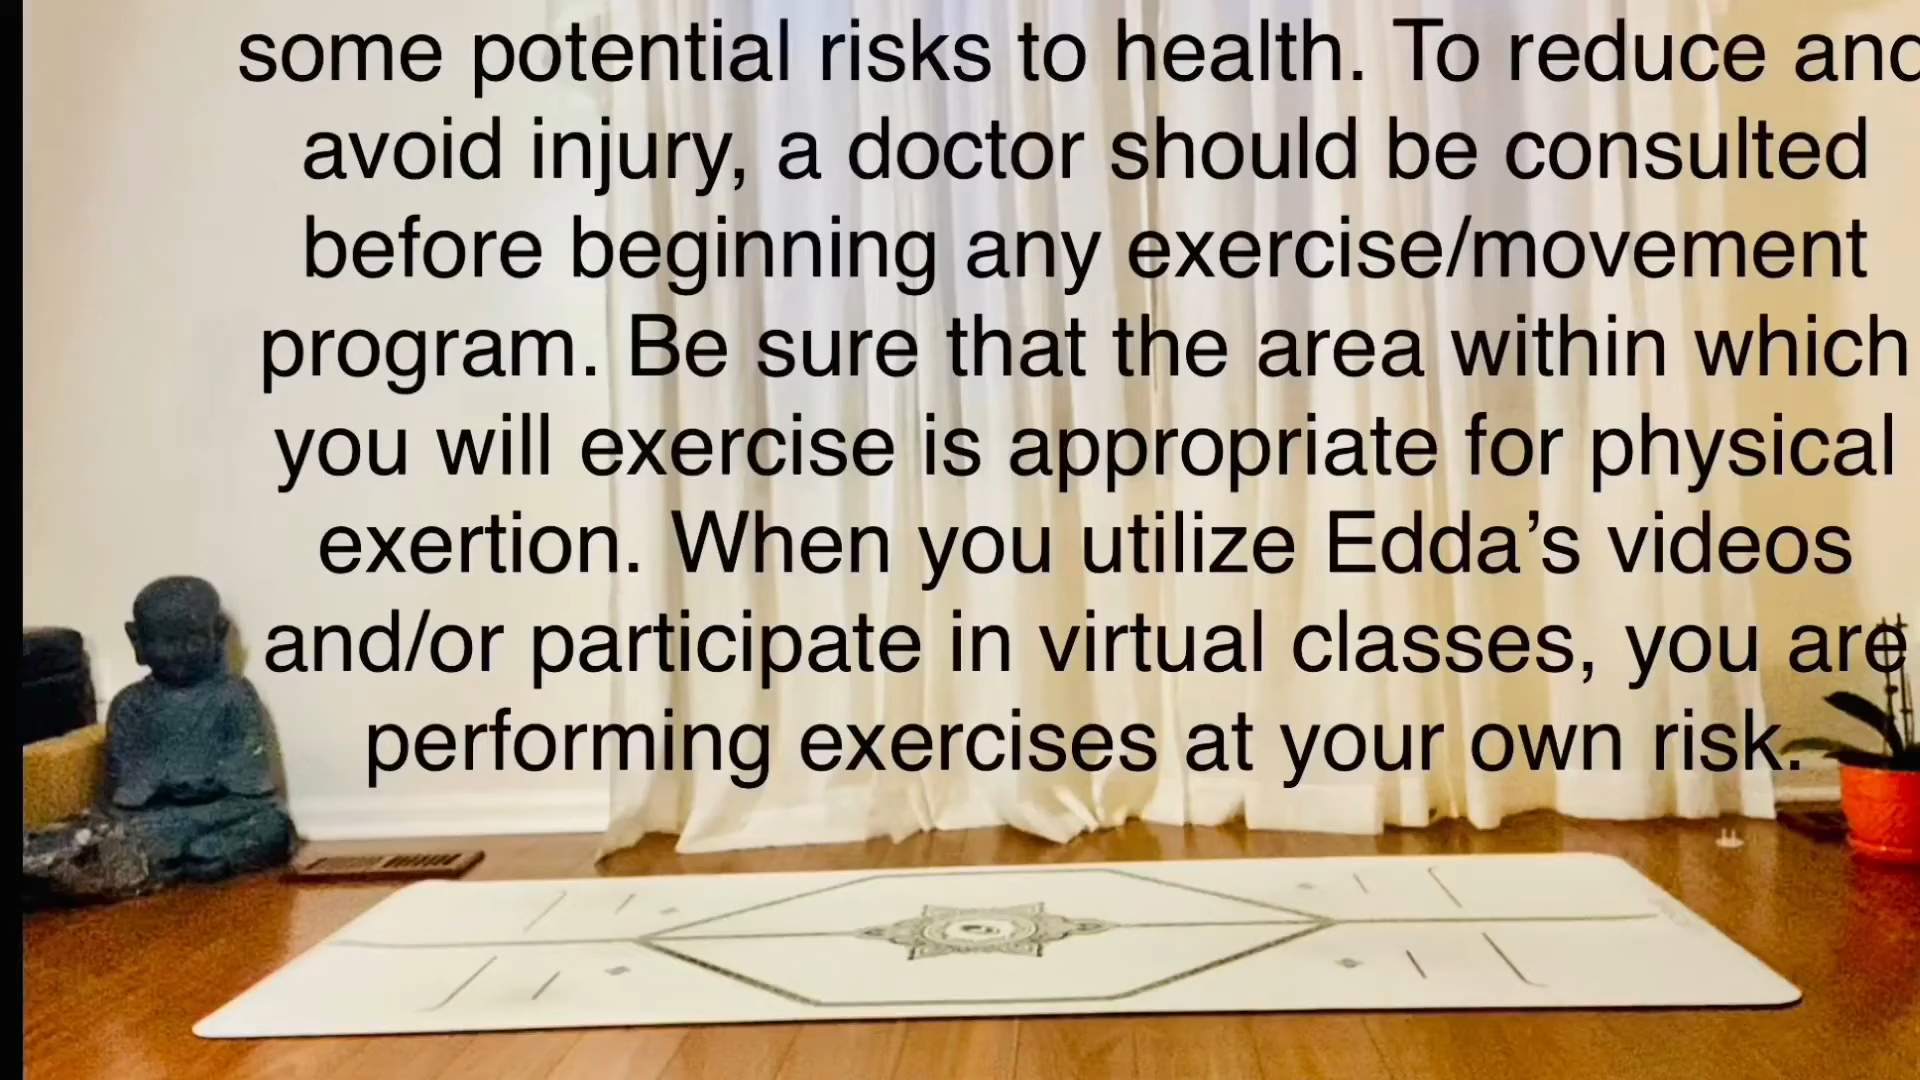 some potential risks to health. To reduce and
avoid injury, a doctor should be consulted
before beginning any exercise/movement
program. Be sure that the area within which
you will exercise is appropriate for physical
exertion. When you utilize Edda’s videos
and/or participate in virtual classes, you are
performing exercises at your own risk.